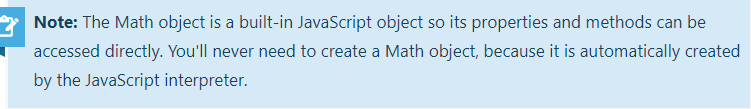 Note: The Math object is a built-in JavaScript object so its properties and methods can be
accessed directly. You'll never need to create a Math object, because it is automatically created
by the JavaScript interpreter.